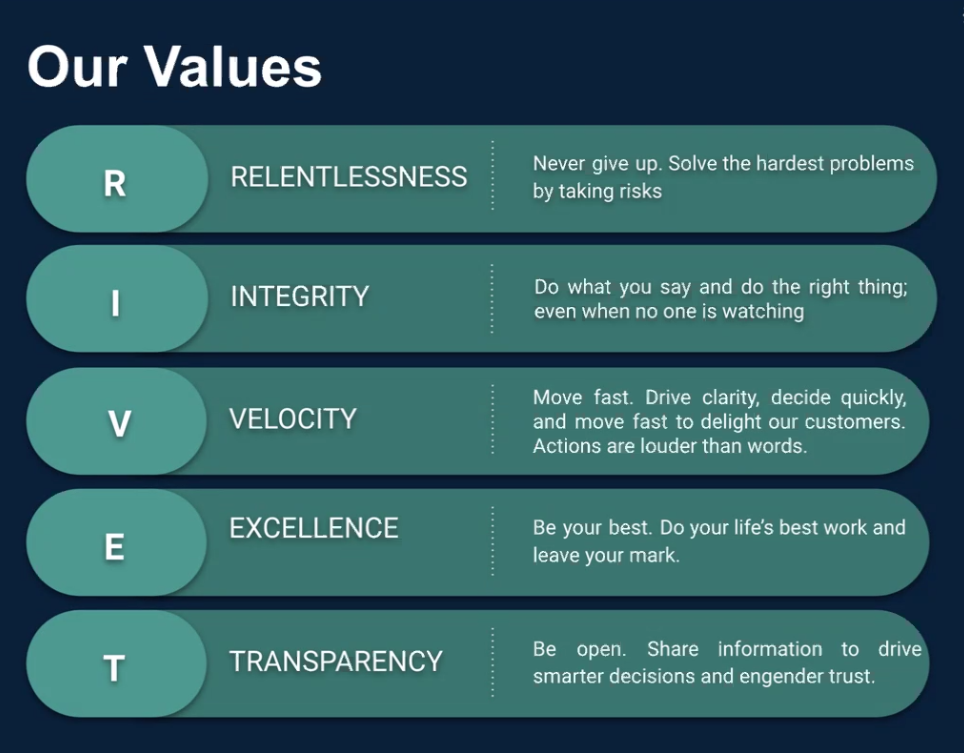 Our Values
R
RELENTLESSNESS
Never give up. Solve the hardest problems
by taking risks
I
INTEGRITY
Do what you say and do the right thing;
even when no one is watching
V
VELOCITY
Move fast. Drive clarity, decide quickly,
and move fast to delight our customers.
Actions are louder than words.
E
EXCELLENCE
Be your best. Do your life’s best work and
leave your mark.
T
TRANSPARENCY
Be open. Share information to drive
smarter decisions and engender trust.